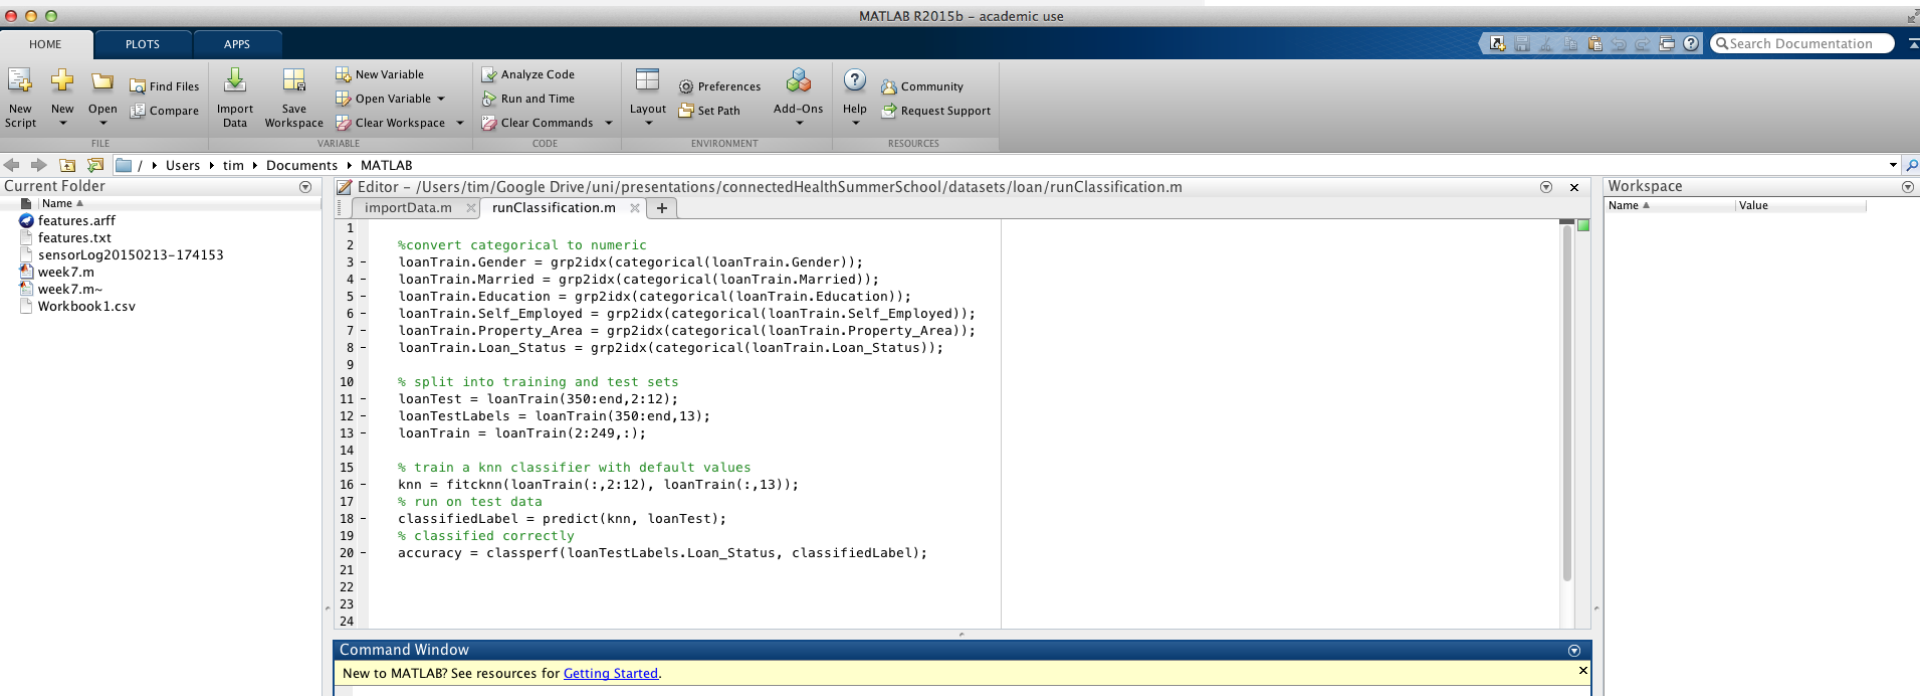 MATLAB R2015b - academic use
HOME PLOTS APPS
Search Documentation
New Script
New
Open
Find Files
Compare
Import Data
Save Workspace
New Variable
Open Variable
Clear Workspace
Analyze Code
Run and Time
Clear Commands
Layout
Preferences
Set Path
Add-Ons
Help
Community
Request Support
FILE VARIABLE CODE ENVIRONMENT RESOURCES
/ Users tim Documents MATLAB
Current Folder
Name
features.arff
features.txt
sensorLog20150213-174153
week7.m
week7.m~
Workbook1.csv
Editor - /Users/tim/Google Drive/uni/presentations/connectedHealthSummerSchool/datasets/loan/runClassification.m
importData.m runClassification.m +
1
2 %convert categorical to numeric
3 - loanTrain.Gender = grp2idx(categorical(loanTrain.Gender));
4 - loanTrain.Married = grp2idx(categorical(loanTrain.Married));
5 - loanTrain.Education = grp2idx(categorical(loanTrain.Education));
6 - loanTrain.Self_Employed = grp2idx(categorical(loanTrain.Self_Employed));
7 - loanTrain.Property_Area = grp2idx(categorical(loanTrain.Property_Area));
8 - loanTrain.Loan_Status = grp2idx(categorical(loanTrain.Loan_Status));
9
10 % split into training and test sets
11 - loanTest = loanTrain(350:end,2:12);
12 - loanTestLabels = loanTrain(350:end,13);
13 - loanTrain = loanTrain(2:249,:);
14
15 % train a knn classifier with default values
16 - knn = fitcknn(loanTrain(:,2:12), loanTrain(:,13));
17 % run on test data
18 - classifiedLabel = predict(knn, loanTest);
19 % classified correctly
20 - accuracy = classperf(loanTestLabels.Loan_Status, classifiedLabel);
21
22
23
24
Command Window
New to MATLAB? See resources for Getting Started.
Workspace
Name Value